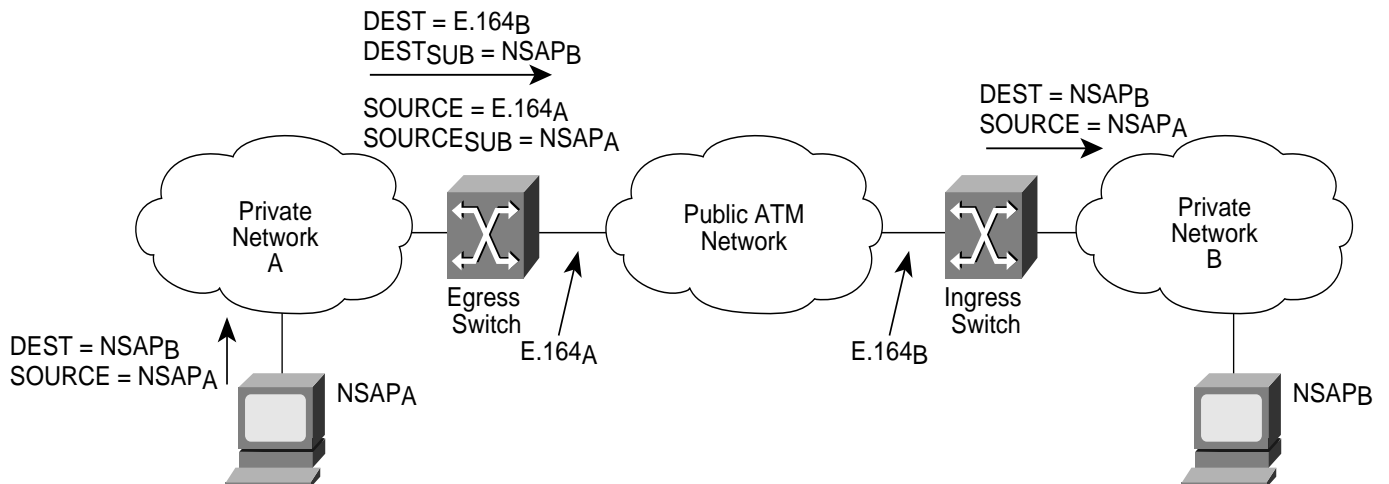 DEST = E.164B
DESTSUB = NSAPB
SOURCE = E.164A
SOURCESUB = NSAPA
DEST = NSAPB
SOURCE = NSAPA
Private
Network
A
Public ATM
Network
Private
Network
B
Egress
Switch
Ingress
Switch
E.164A
E.164B
DEST = NSAPB
SOURCE = NSAPA
NSAPA
NSAPB